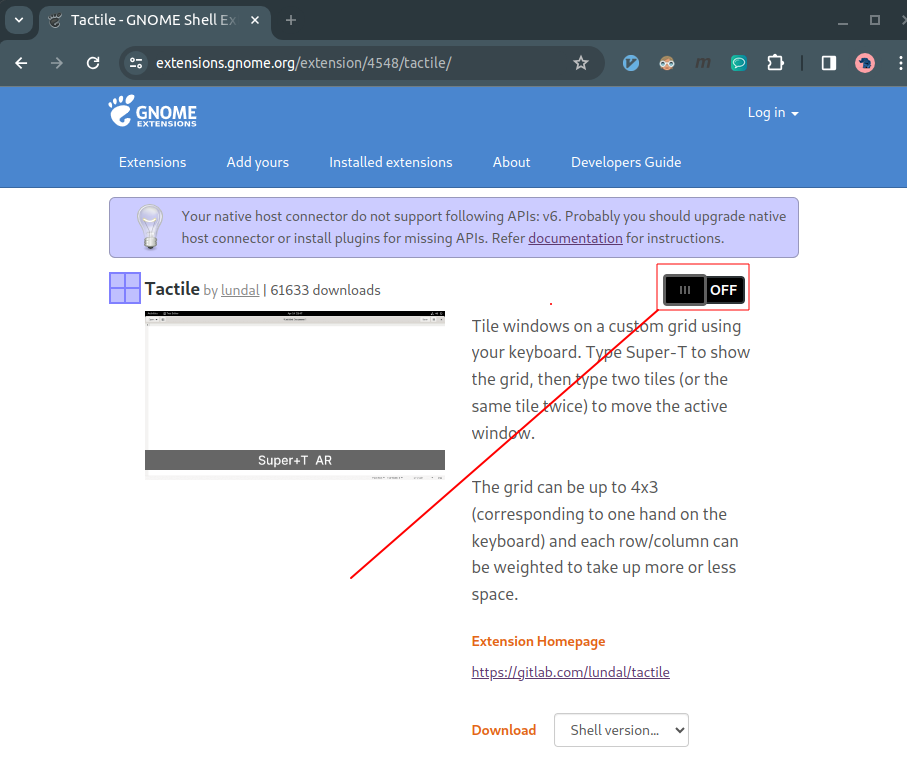 Tactile - GNOME Shell Ex
extensions.gnome.org/extension/4548/tactile/
GNOME
EXTENSIONS
Log in
Extensions Add yours Installed extensions About Developers Guide
Your native host connector do not support following APIs: v6. Probably you should upgrade native
host connector or install plugins for missing APIs. Refer documentation for instructions.
Tactile by lundal | 61633 downloads
OFF
Super+T AR
Tile windows on a custom grid using
your keyboard. Type Super-T to show
the grid, then type two tiles (or the
same tile twice) to move the active
window.
The grid can be up to 4x3
(corresponding to one hand on the
keyboard) and each row/column can
be weighted to take up more or less
space.
Extension Homepage
https://gitlab.com/lundal/tactile
Download Shell version...